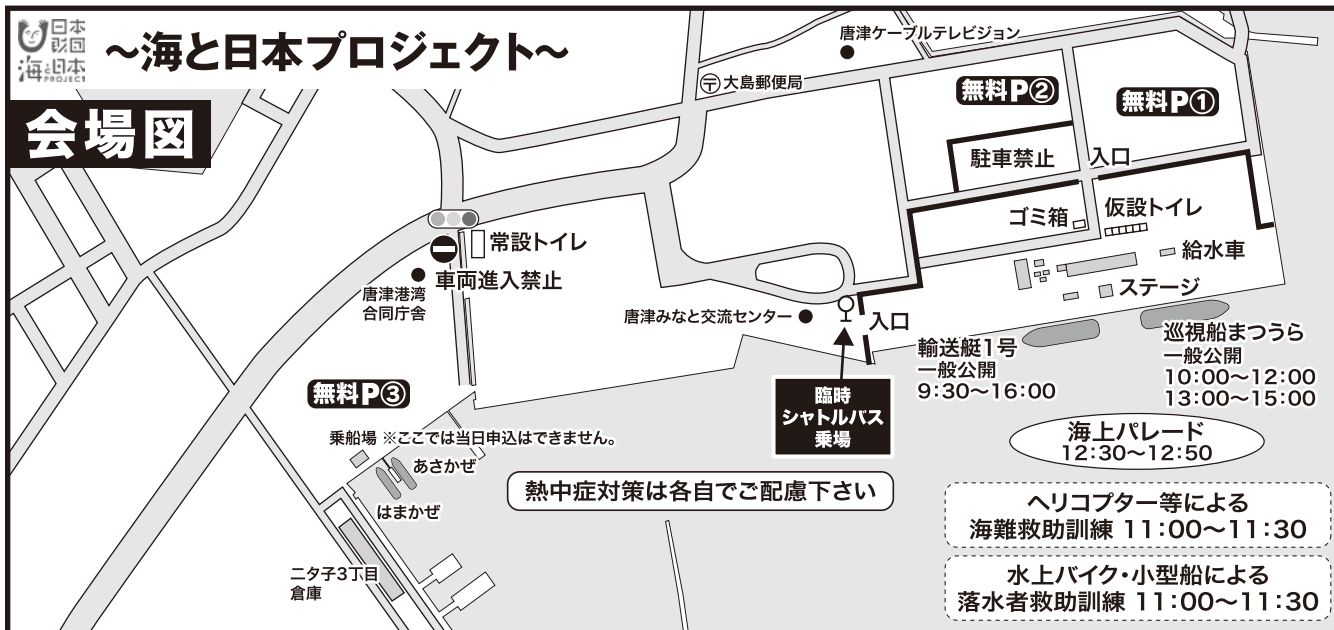 日本
財団
海と日本
PROJECT
～海と日本プロジェクト～
会場図
唐津ケーブルテレビジョン
〒大島郵便局
無料P②
無料P①
駐車禁止
入口
ゴミ箱
仮設トイレ
給水車
ステージ
常設トイレ
車両進入禁止
唐津港湾
合同庁舎
唐津みなと交流センター
入口
臨時
シャトルバス
乗場
輸送艇1号
一般公開
9:30～16:00
巡視船まつうら
一般公開
10:00～12:00
13:00～15:00
無料P③
乗船場 ※ここでは当日申込はできません。
あさかぜ
はまかぜ
海上パレード
12:30～12:50
熱中症対策は各自でご配慮下さい
ヘリコプター等による
海難救助訓練 11:00～11:30
水上バイク・小型船による
落水者救助訓練 11:00～11:30
二タ子3丁目
倉庫